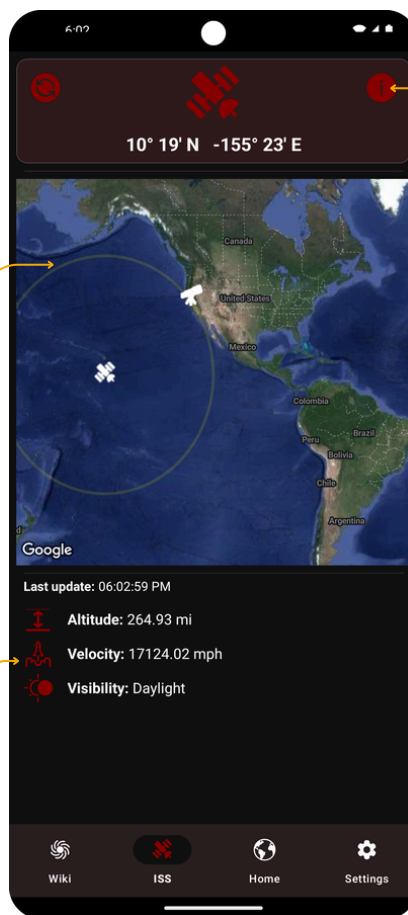 6:02
10° 19' N -155° 23' E
Canada
United States
Mexico
Colombia
Peru
Brazil
Bolivia
Chile
Argentina
d
Google
Last update: 06:02:59 PM
Altitude: 264.93 mi
Velocity: 17124.02 mph
Visibility: Daylight
Wiki ISS Home Settings